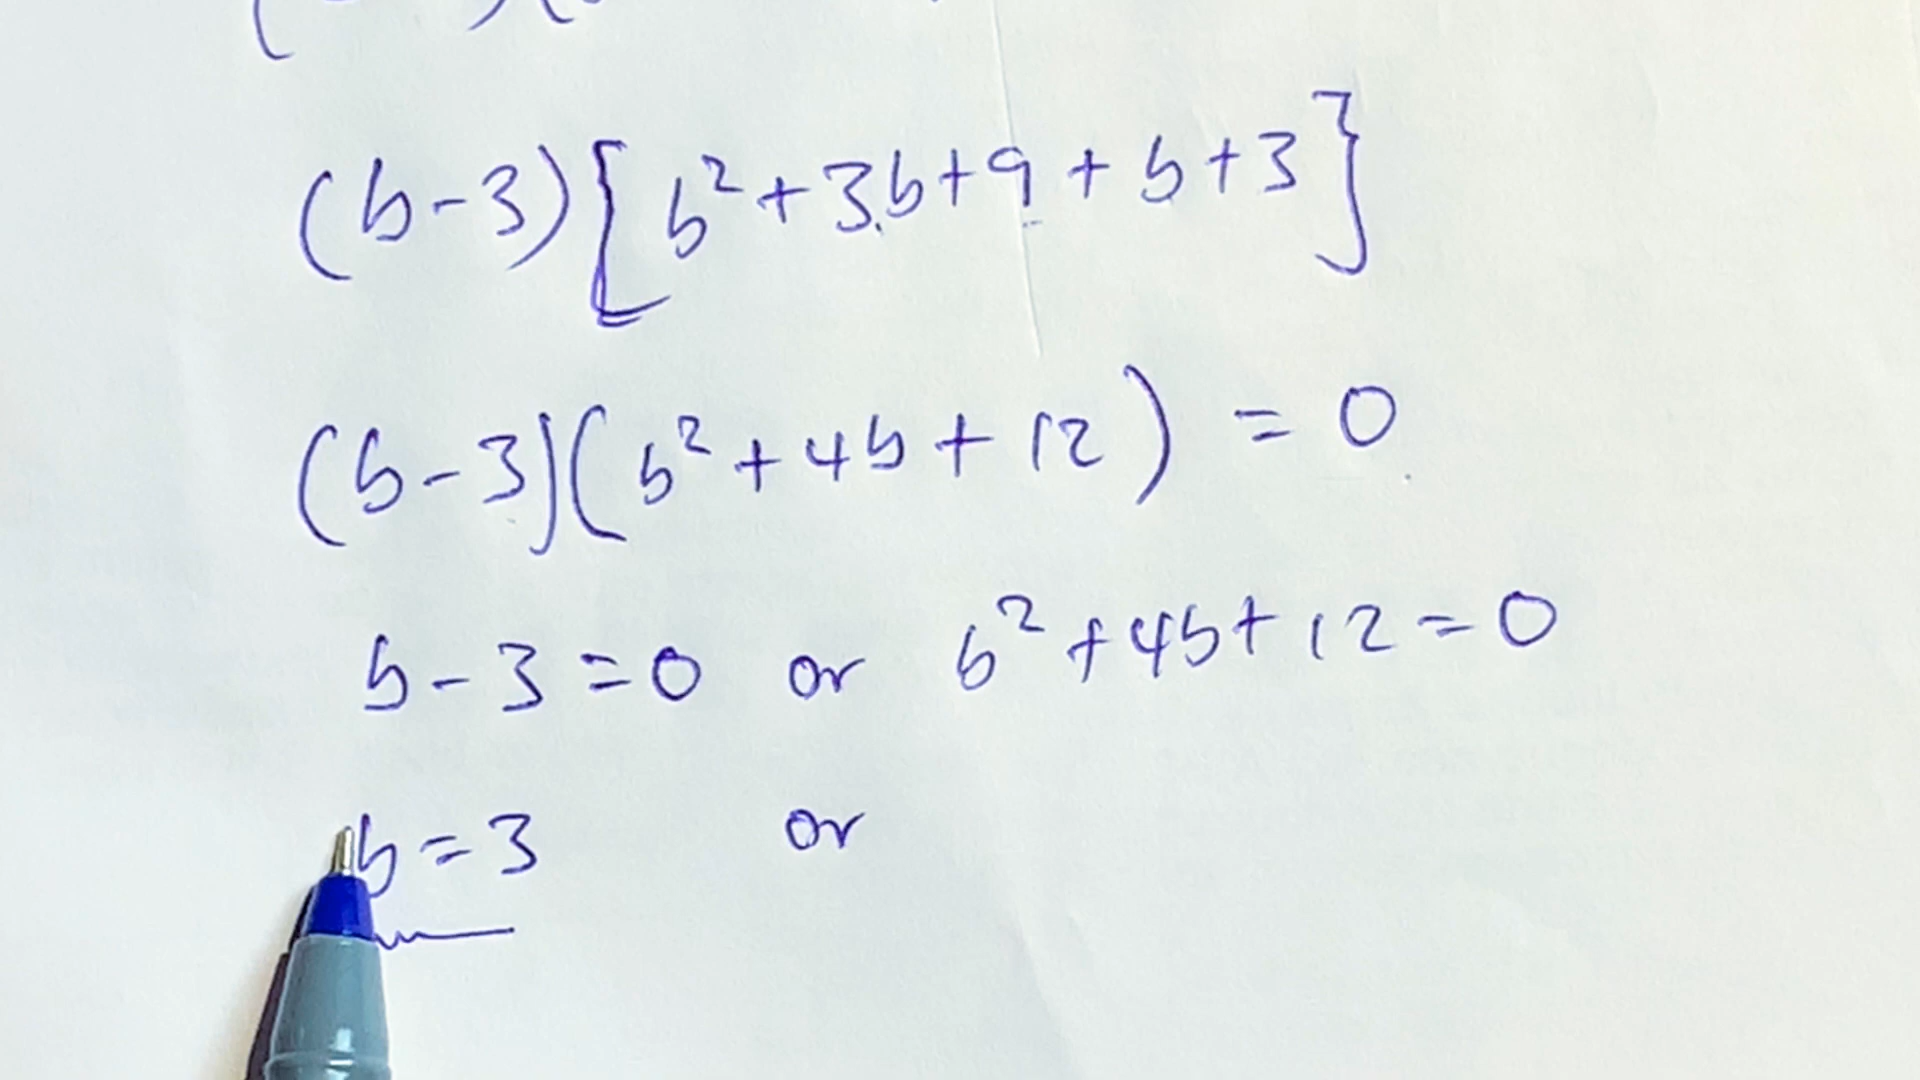 (b-3)[b²+3b+9+b+3]
(b-3)(b²+4b+12) = 0
b-3=0 or b²+4b+12=0
b=3 or